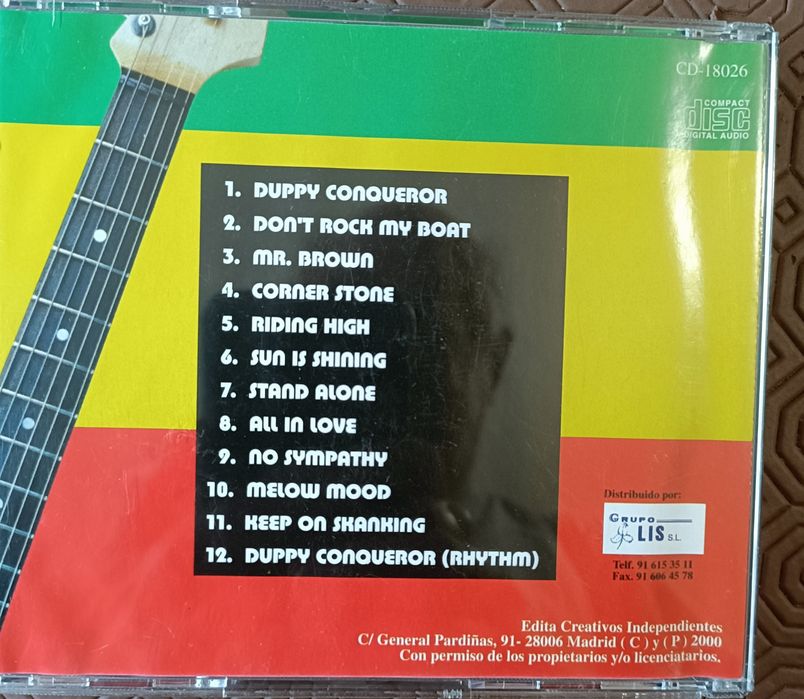 CD-18026
COMPACT
disc
DIGITAL AUDIO
1. DUPPY CONQUEROR
2. DON'T ROCK MY BOAT
3. MR. BROWN
4. CORNER STONE
5. RIDING HIGH
6. SUN IS SHINING
7. STAND ALONE
8. ALL IN LOVE
9. NO SYMPATHY
10. MELOW MOOD
11. KEEP ON SKANKING
12. DUPPY CONQUEROR (RHYTHM)
Distribuido por:
GRUPO
LIS S.L.
Telf. 91 615 35 11
Fax. 91 606 45 78
Edita Creativos Independientes
C/ General Pardiñas, 91- 28006 Madrid ( C ) y ( P ) 2000
Con permiso de los propietarios y/o licenciatarios.